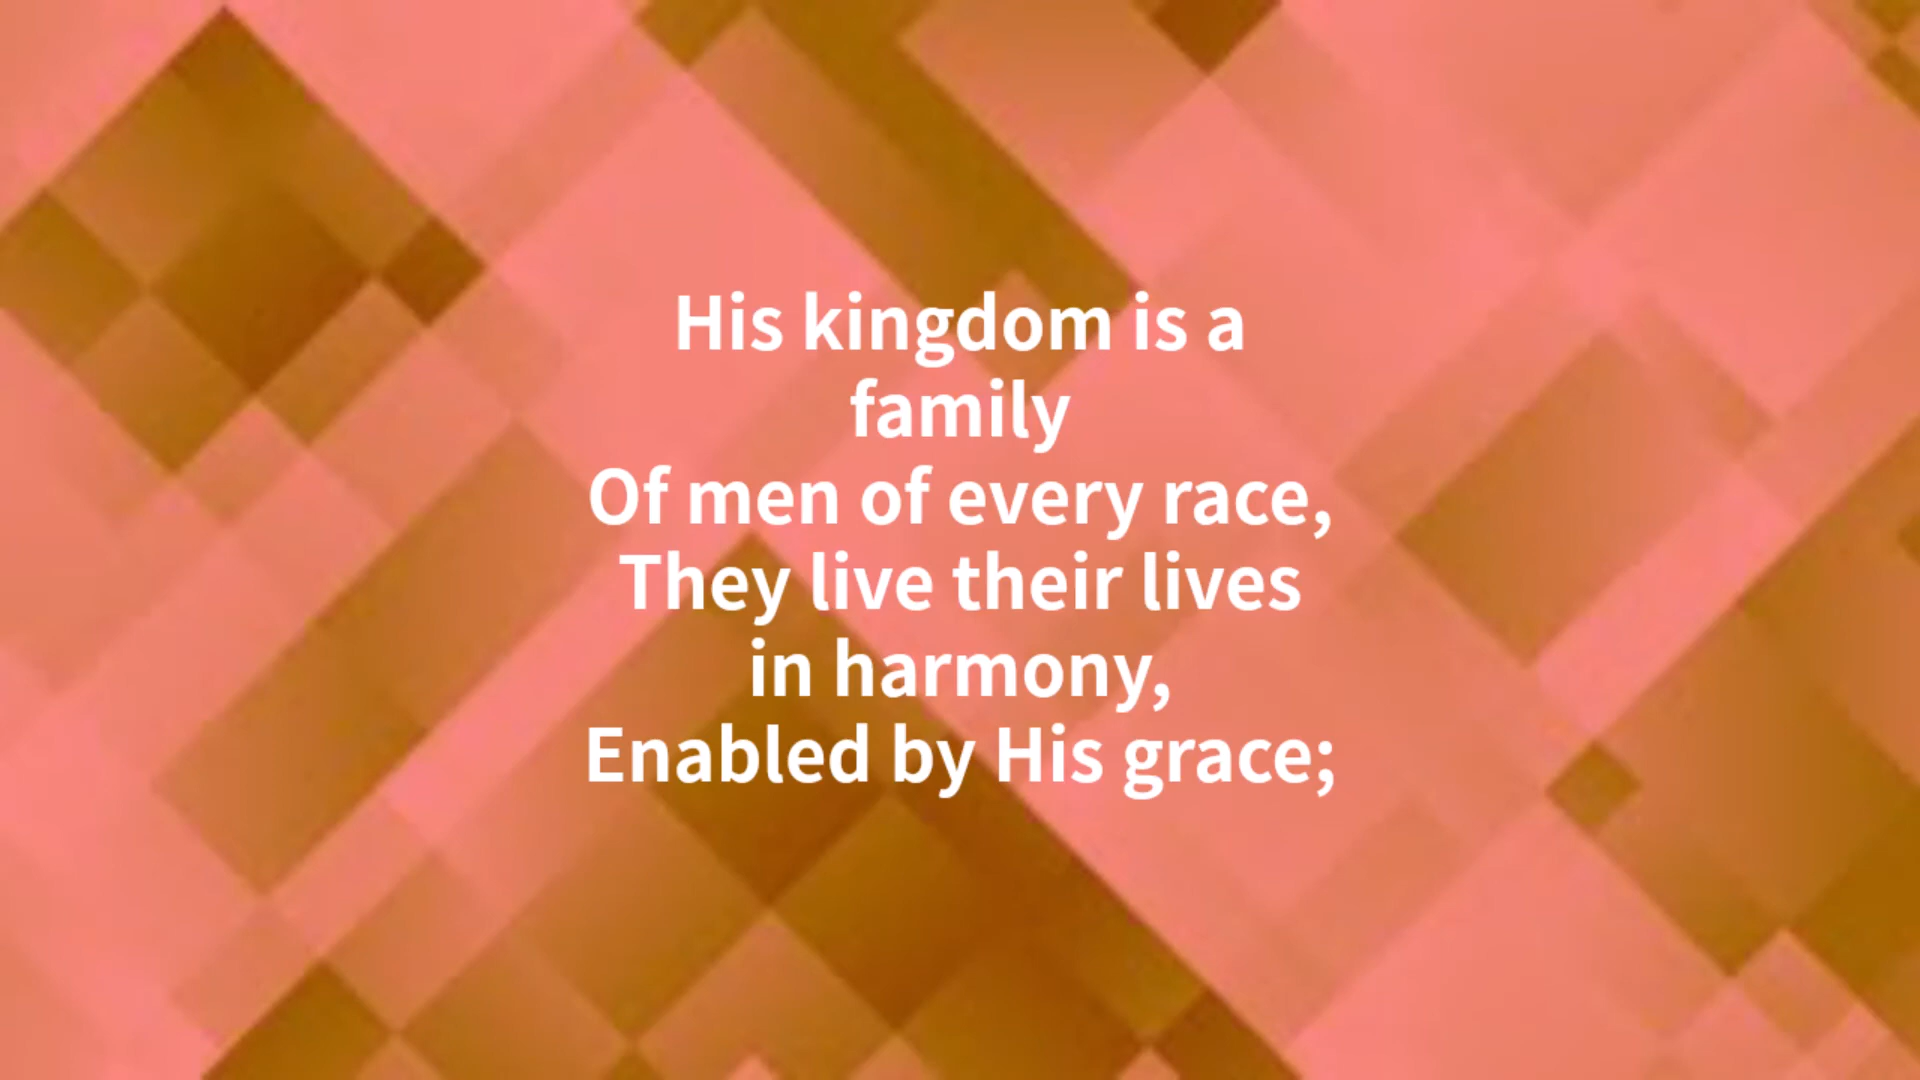 His kingdom is a
family
Of men of every race,
They live their lives
in harmony,
Enabled by His grace;